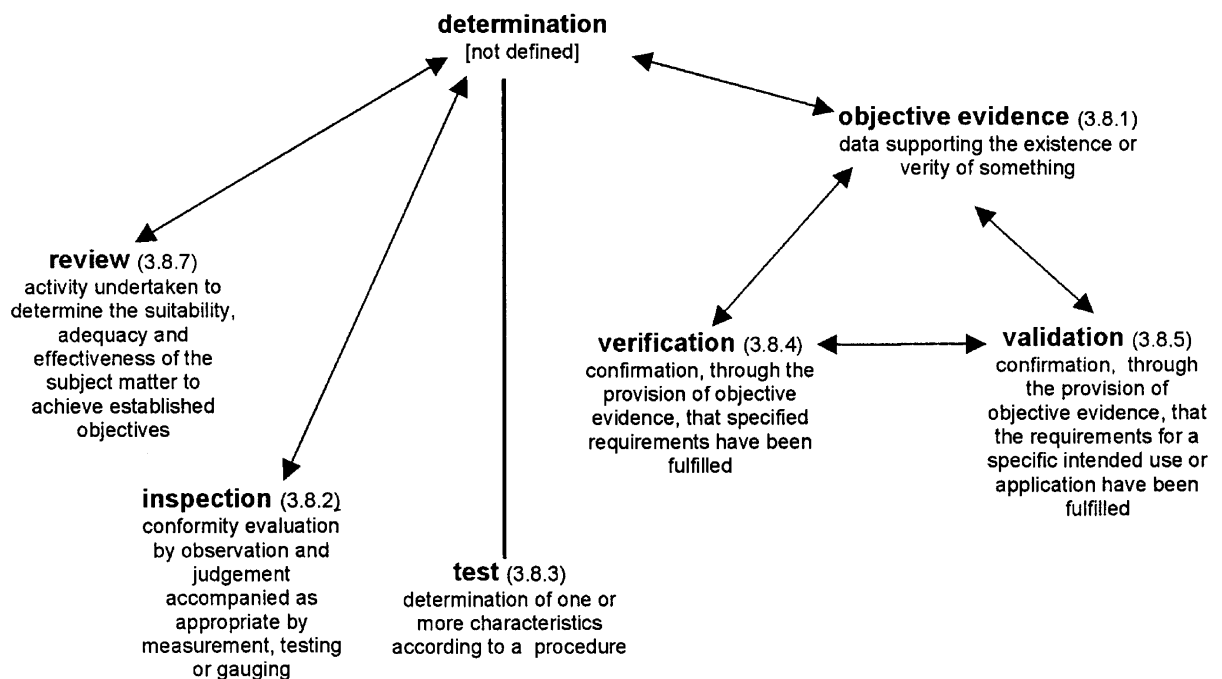 determination
[not defined]
objective evidence (3.8.1)
data supporting the existence or
verity of something
review (3.8.7)
activity undertaken to
determine the suitability,
adequacy and
effectiveness of the
subject matter to
achieve established
objectives
verification (3.8.4)
confirmation, through the
provision of objective
evidence, that specified
requirements have been
fulfilled
validation (3.8.5)
confirmation, through
the provision of
objective evidence, that
the requirements for a
specific intended use or
application have been
fulfilled
inspection (3.8.2)
conformity evaluation
by observation and
judgement
accompanied as
appropriate by
measurement, testing
or gauging
test (3.8.3)
determination of one or
more characteristics
according to a procedure